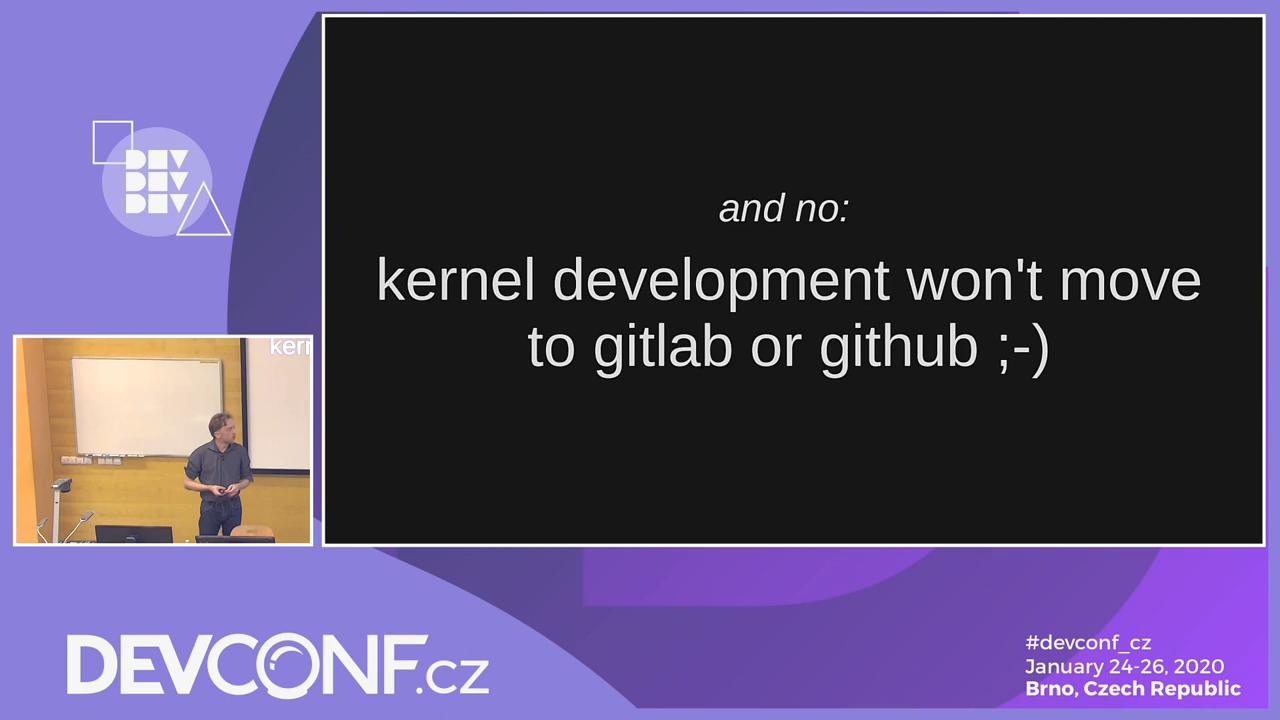 DEV
DEV
DEV
and no:
kernel development won't move
to gitlab or github ;-)
kern
DEVCONF.CZ
#devconf_cz
January 24-26, 2020
Brno, Czech Republic